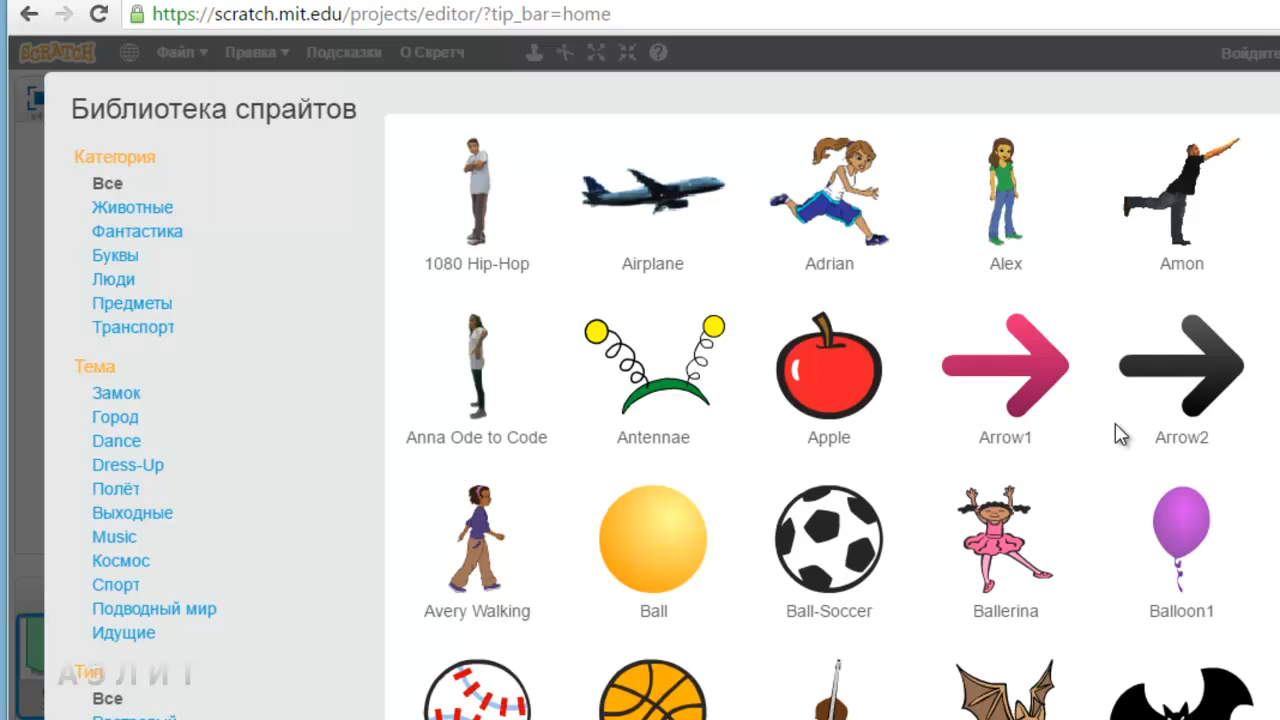 https://scratch.mit.edu/projects/editor/?tip_bar=home
SCRATCH Файл Правка Подсказки О Скретч Войдите
Библиотека спрайтов
Категория
Все
Животные
Фантастика
Буквы
Люди
Предметы
Транспорт
Тема
Замок
Город
Dance
Dress-Up
Полёт
Выходные
Music
Космос
Спорт
Подводный мир
Идущие
Тип
Все
1080 Hip-Hop Airplane Adrian Alex Amon
Anna Ode to Code Antennae Apple Arrow1 Arrow2
Avery Walking Ball Ball-Soccer Ballerina Balloon1